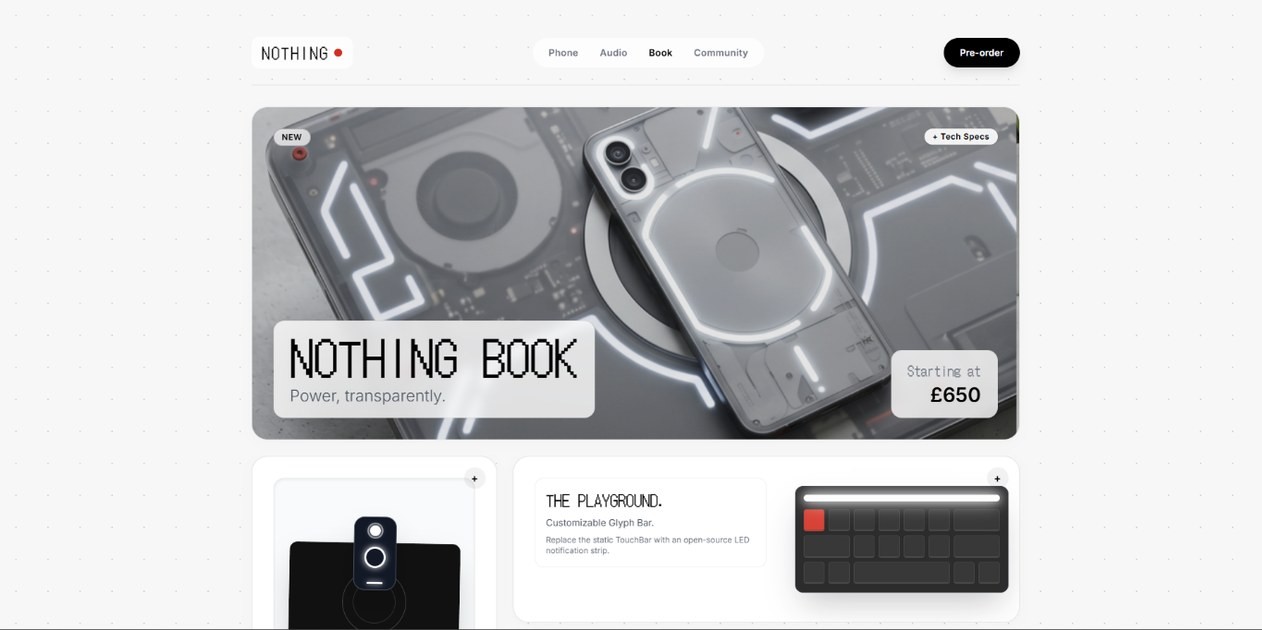 NOTHING
Phone Audio Book Community
Pre-order
NEW
+ Tech Specs
NOTHING BOOK
Power, transparently.
Starting at
£650
+
+
THE PLAYGROUND.
Customizable Glyph Bar.
Replace the static TouchBar with an open-source LED
notification strip.